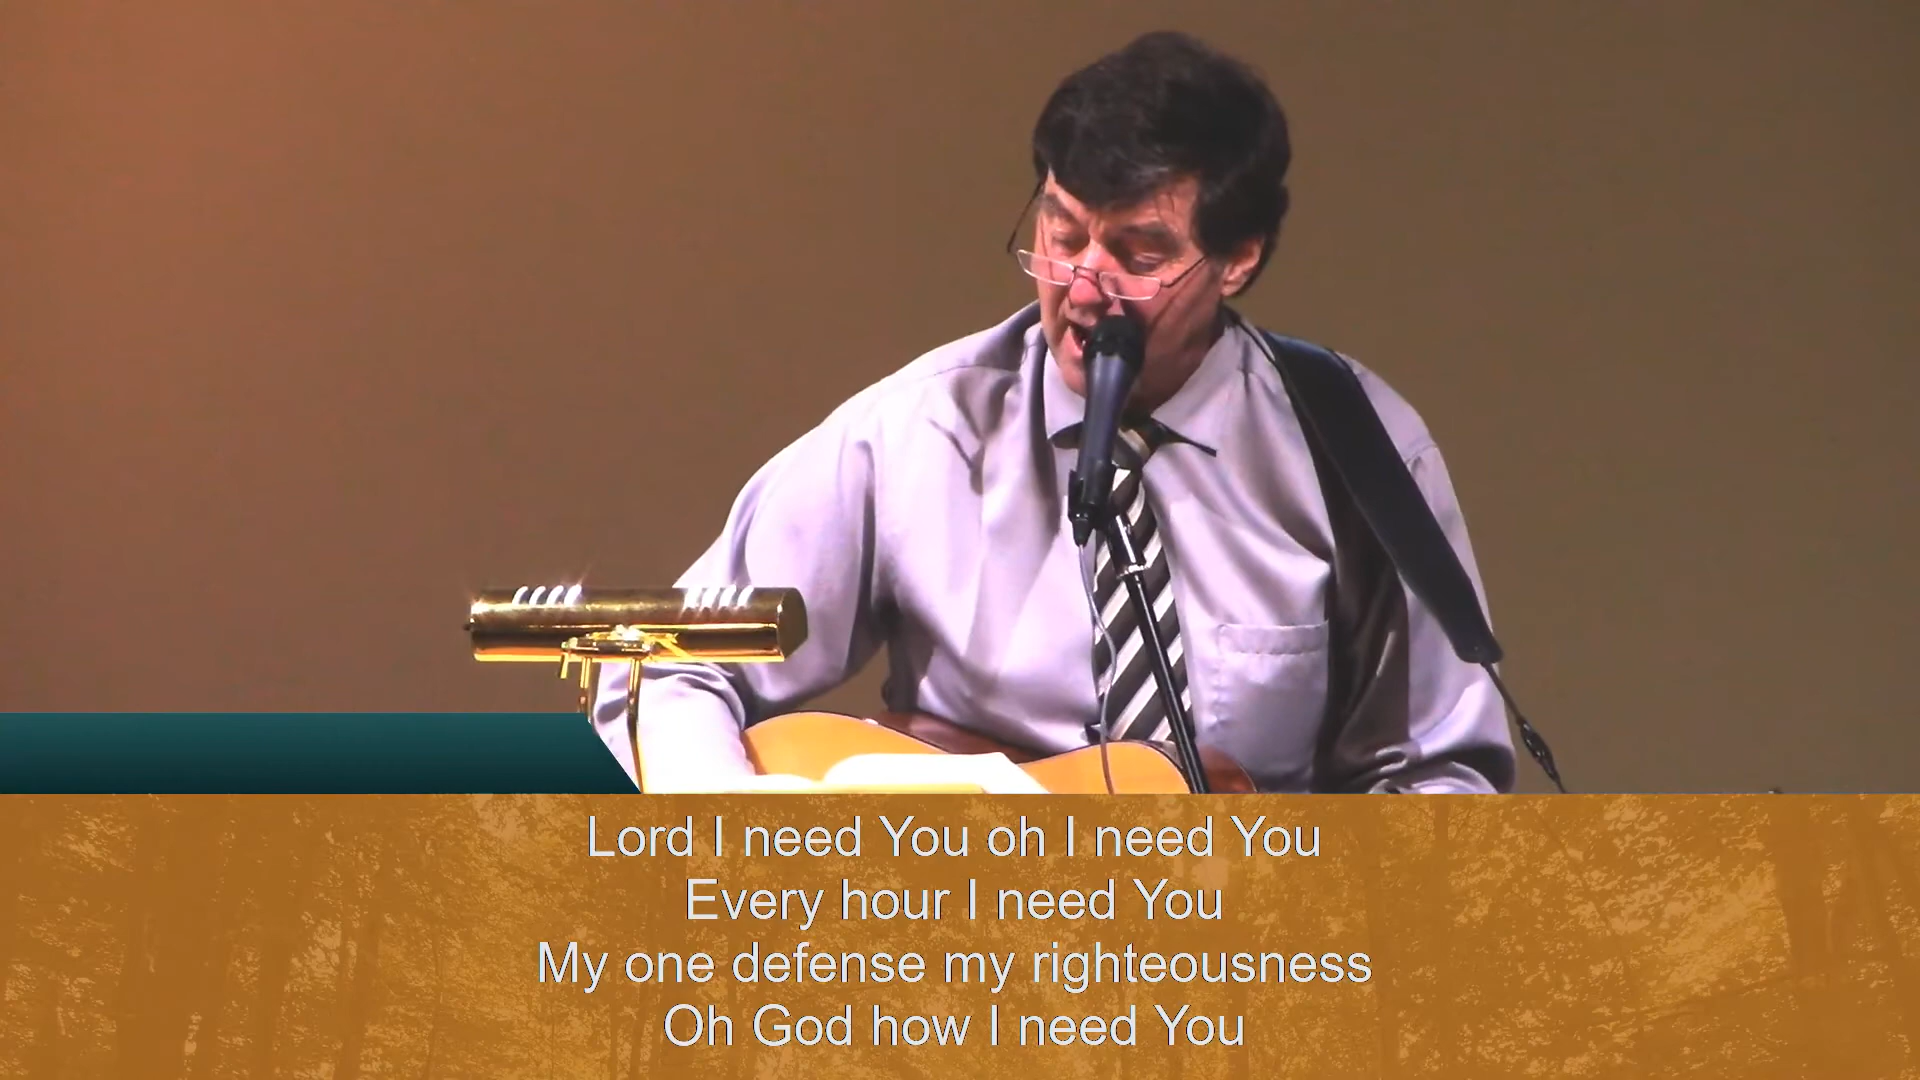 Lord I need You oh I need You
Every hour I need You
My one defense my righteousness
Oh God how I need You